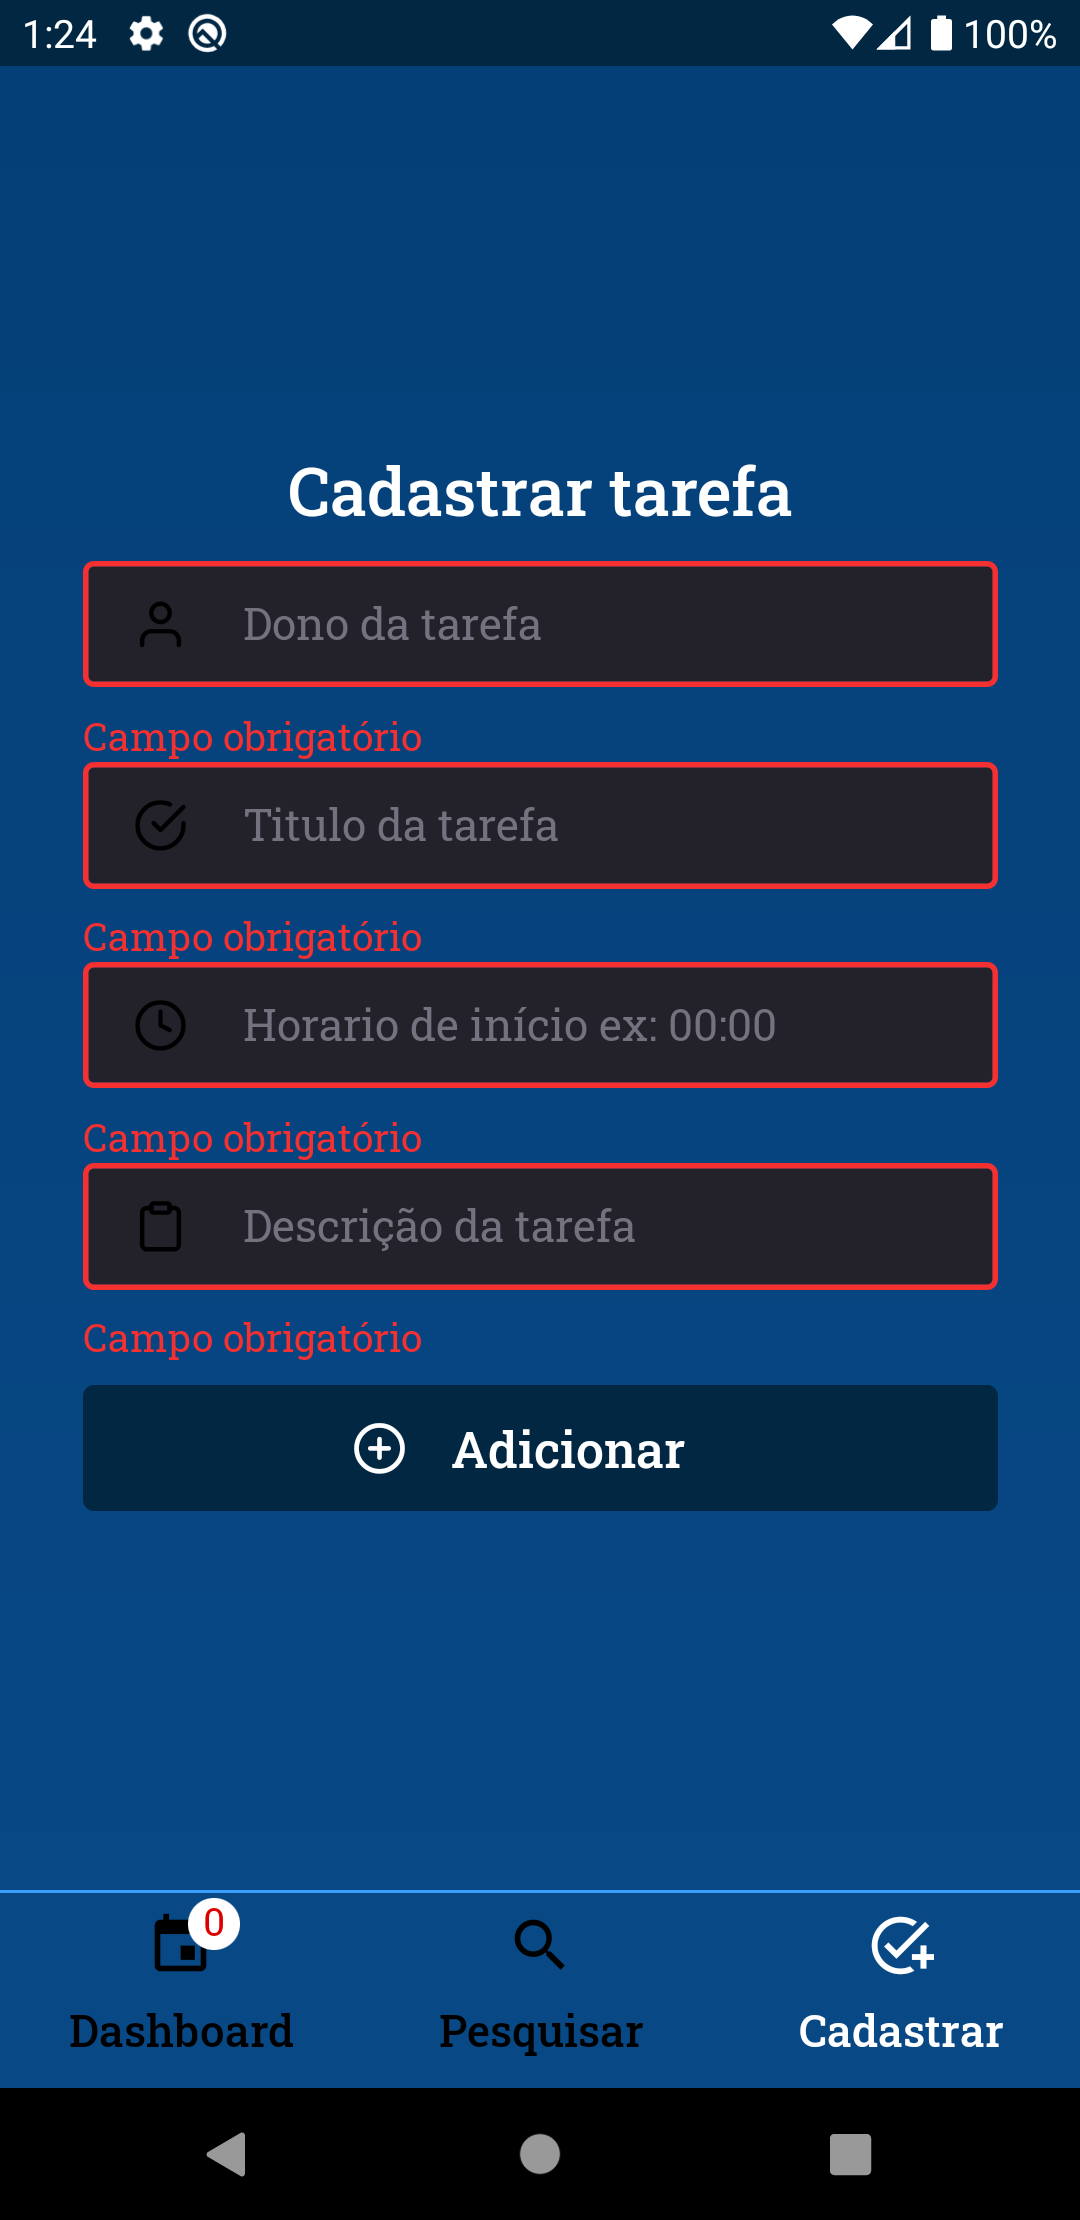 1:24 100%
Cadastrar tarefa
Dono da tarefa
Campo obrigatório
Titulo da tarefa
Campo obrigatório
Horario de início ex: 00:00
Campo obrigatório
Descrição da tarefa
Campo obrigatório
Adicionar
0
Dashboard Pesquisar Cadastrar